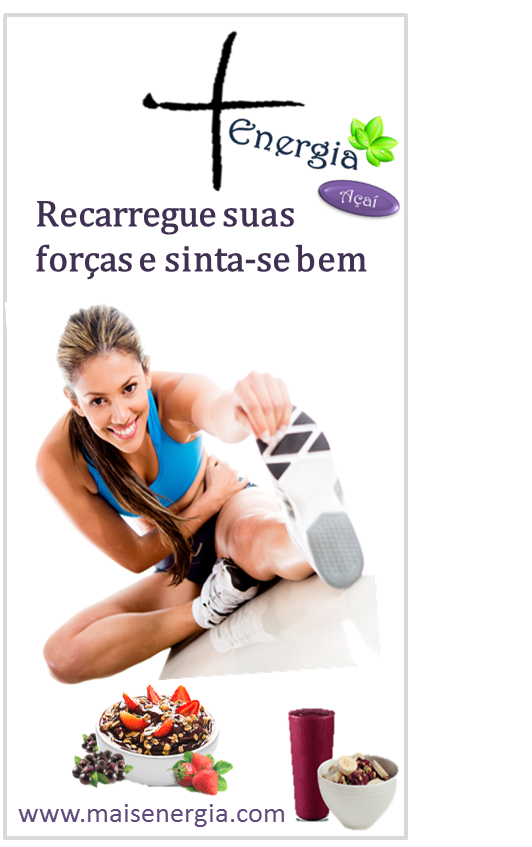 +Energia
Açaí
Recarregue suas
forças e sinta-se bem
www.maisenergia.com